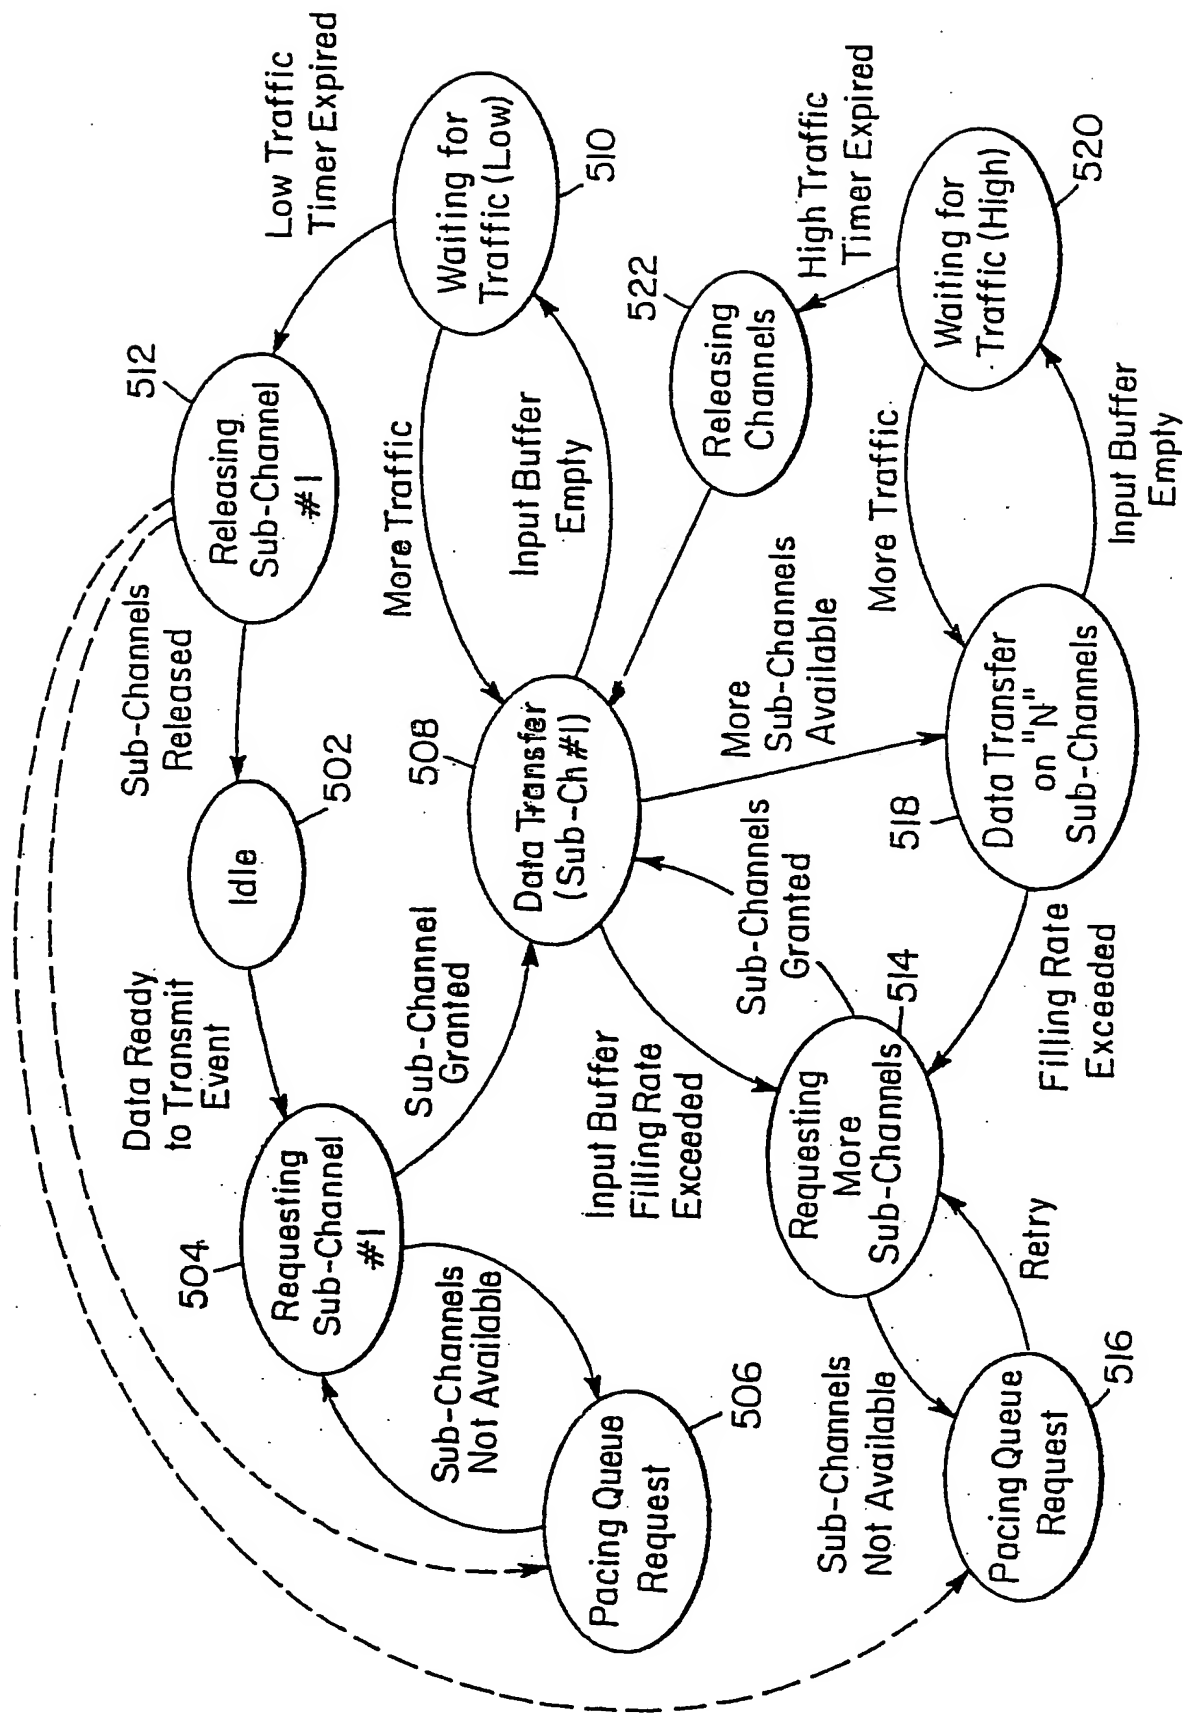 Low Traffic
Timer Expired
512
Releasing
Sub-Channel
#1
Sub-Channels
Released
Idle
502
Data Ready
to Transmit
Event
504
Requesting
Sub-Channel
#1
Waiting for
Traffic (Low)
510
More Traffic
Input Buffer
Empty
508
Data Transfer
(Sub-Ch#1)
Sub-Channel
Granted
Sub-Channels
Not Available
Pacing Queue
Request
506
High Traffic
Timer Expired
522
Releasing
Channels
More
Sub-Channels
Available
Sub-Channels
Granted
Input Buffer
Filling Rate
Exceeded
514
Requesting
More
Sub-Channels
Waiting for
Traffic (High)
520
More Traffic
Input Buffer
Empty
518
Data Transfer
on "N"
Sub-Channels
Filling Rate
Exceeded
Retry
Sub-Channels
Not Available
Pacing Queue
Request
516